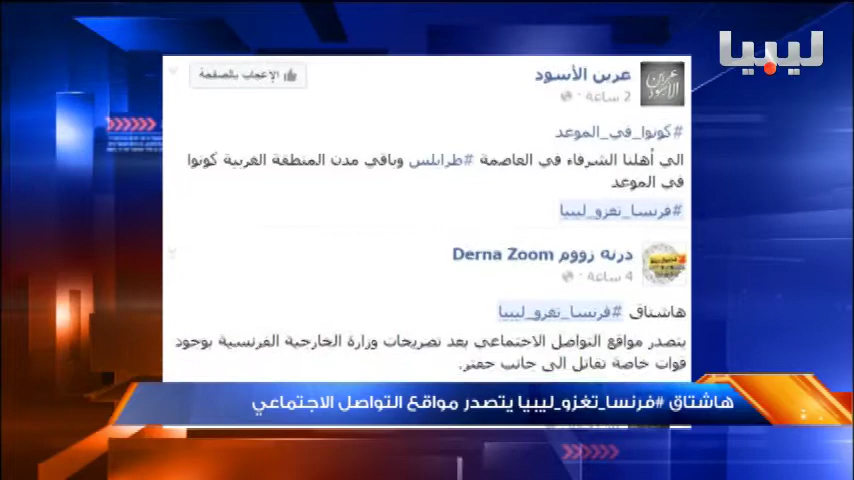 ليبيا
عرين الأسود
الإعجاب بالصفحة
2 ساعة ·
#كونوا_في_الموعد
الي أهلنا الشرفاء في العاصمة #طرابلس وباقي مدن المنطقة الغربية كونوا
في الموعد
#فرنسا_تغزو_ليبيا
درنه زووم Derna Zoom
4 ساعة ·
هاشتاق #فرنسا_تغزو_ليبيا
يتصدر مواقع التواصل الاجتماعي بعد تصريحات وزارة الخارجية الفرنسية بوجود
قوات خاصة تقاتل الى جانب حفتر.
هاشتاق #فرنسا_تغزو_ليبيا يتصدر مواقع التواصل الاجتماعي